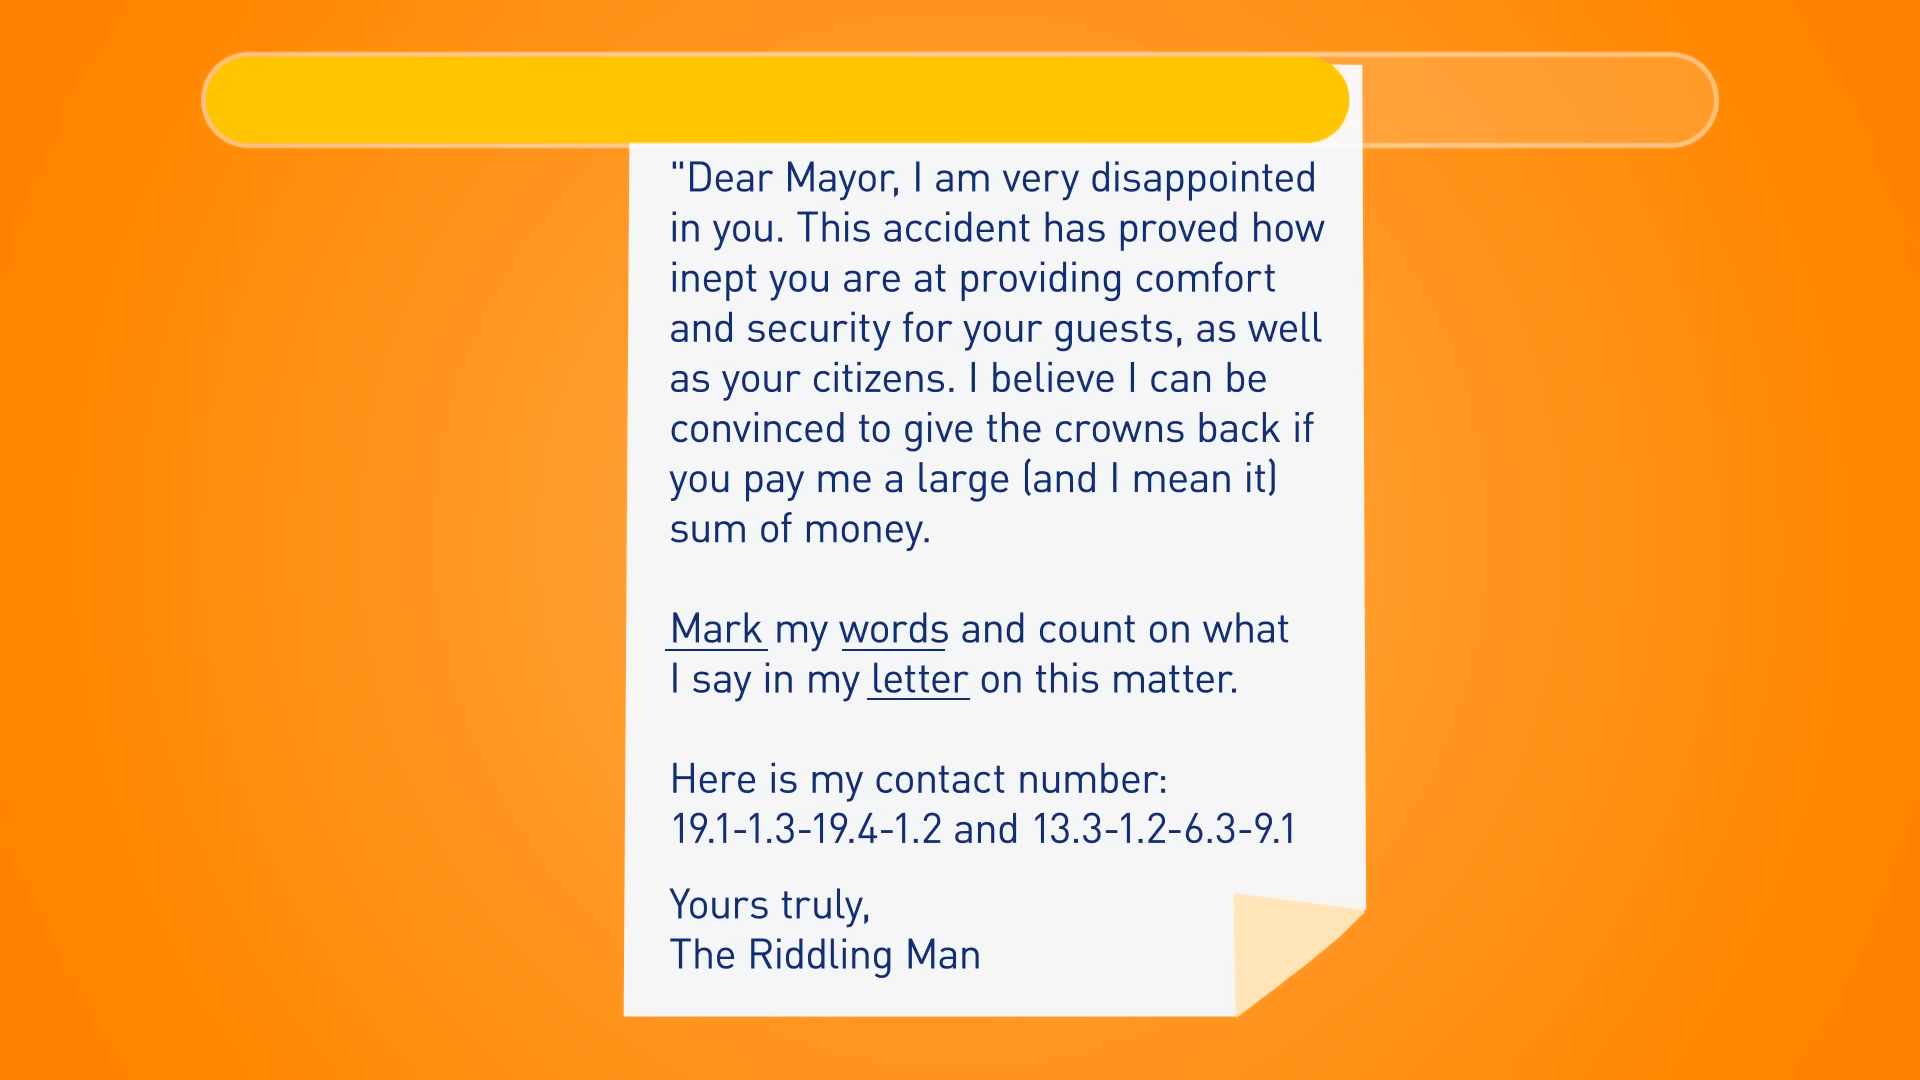 "Dear Mayor, I am very disappointed
in you. This accident has proved how
inept you are at providing comfort
and security for your guests, as well
as your citizens. I believe I can be
convinced to give the crowns back if
you pay me a large (and I mean it)
sum of money.
Mark my words and count on what
I say in my letter on this matter.
Here is my contact number:
19.1-1.3-19.4-1.2 and 13.3-1.2-6.3-9.1
Yours truly,
The Riddling Man